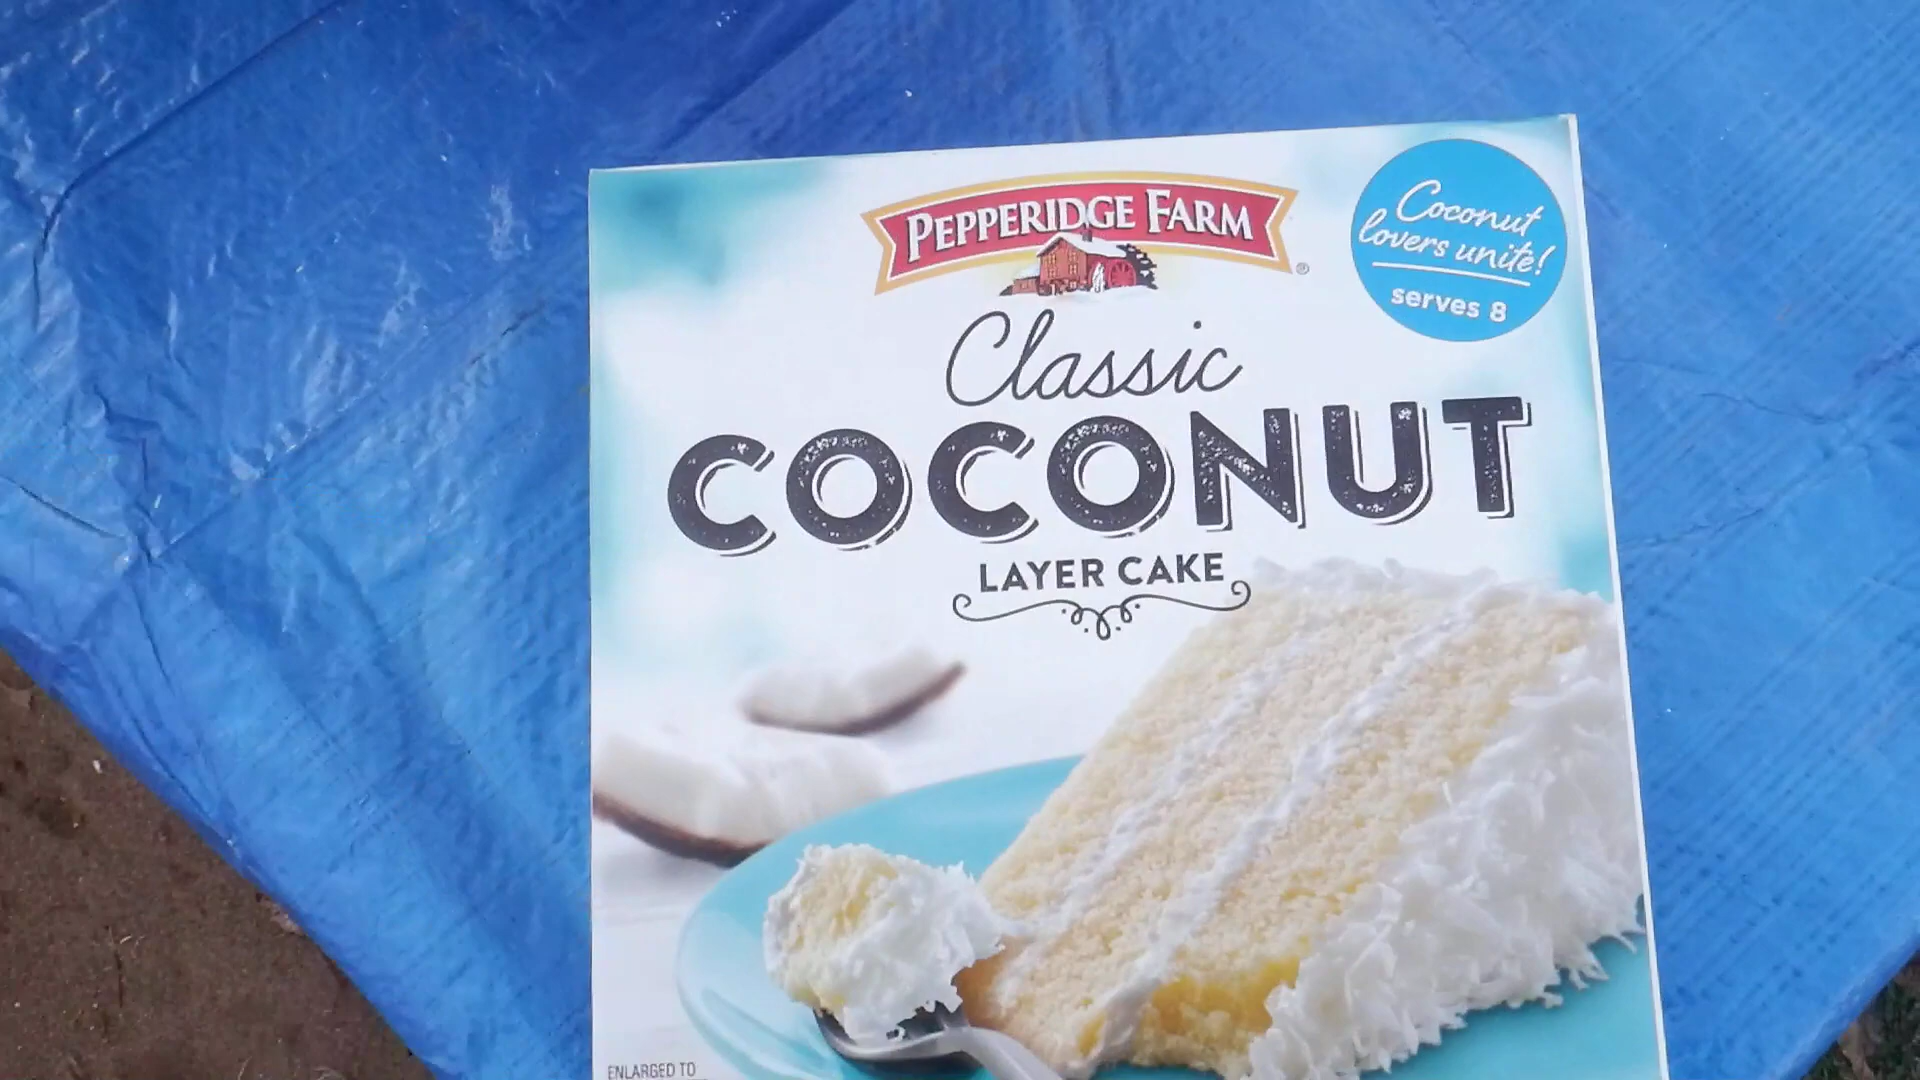 PEPPERIDGE FARM
®
Coconut
lovers unite!
serves 8
Classic
COCONUT
LAYER CAKE
ENLARGED TO